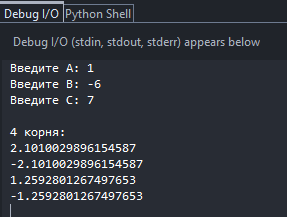 Debug I/O Python Shell
Debug I/O (stdin, stdout, stderr) appears below
Введите A: 1
Введите B: -6
Введите C: 7
4 корня:
2.1010029896154587
-2.1010029896154587
1.2592801267497653
-1.2592801267497653